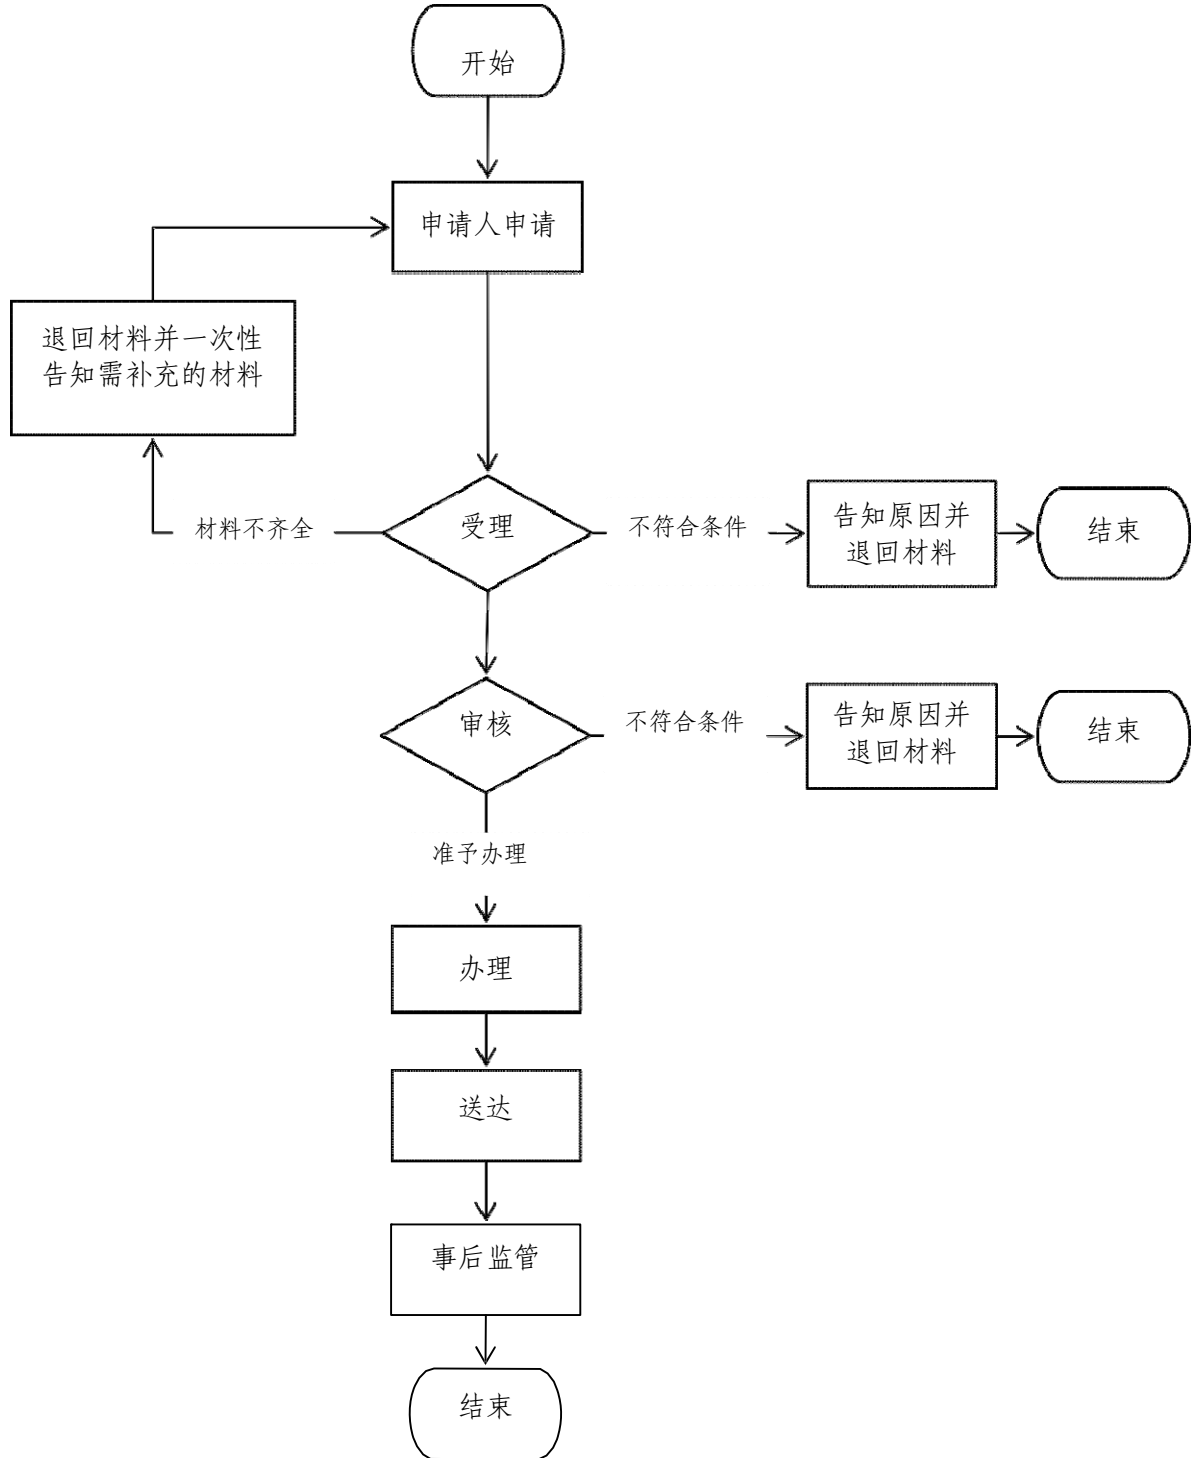 开始
申请人申请
退回材料并一次性
告知需补充的材料
材料不齐全
受理
不符合条件
告知原因并
退回材料
结束
审核
不符合条件
告知原因并
退回材料
结束
准予办理
办理
送达
事后监管
结束